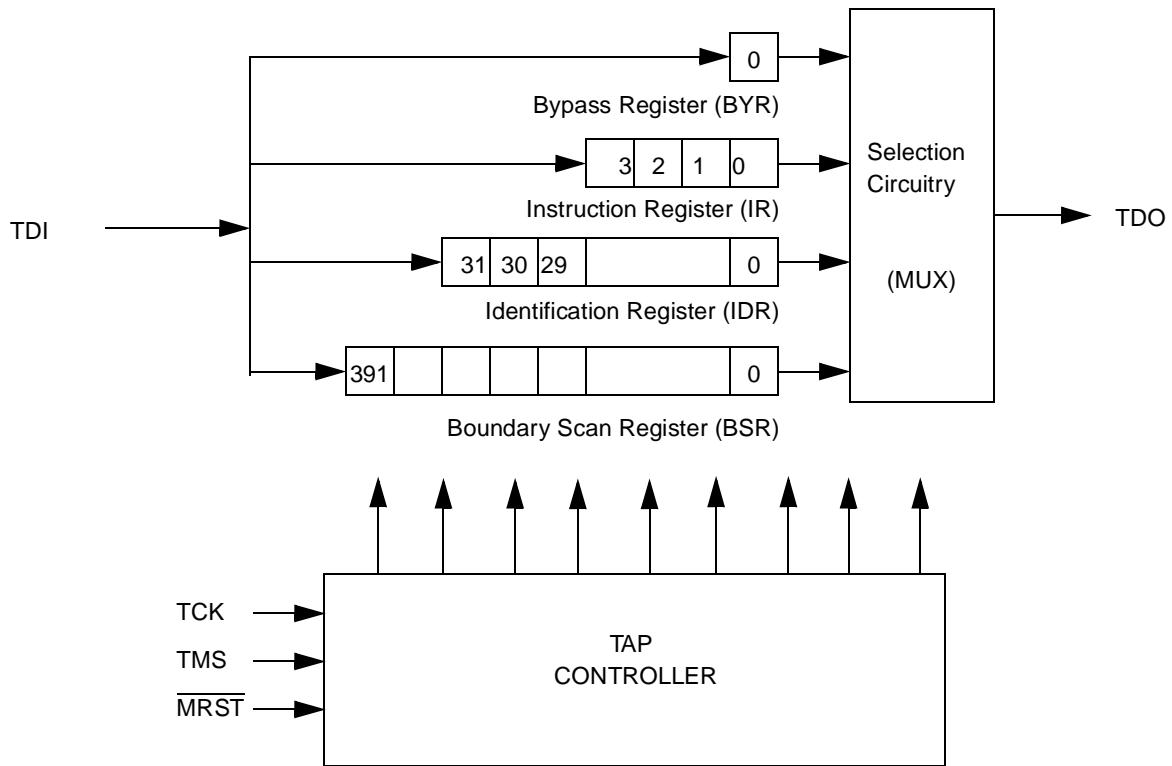 0
Bypass Register (BYR)
3 2 1 0
Instruction Register (IR)
Selection
Circuitry
(MUX)
TDI
TDO
31 30 29 0
Identification Register (IDR)
391 0
Boundary Scan Register (BSR)
TCK
TMS
MRST
TAP
CONTROLLER